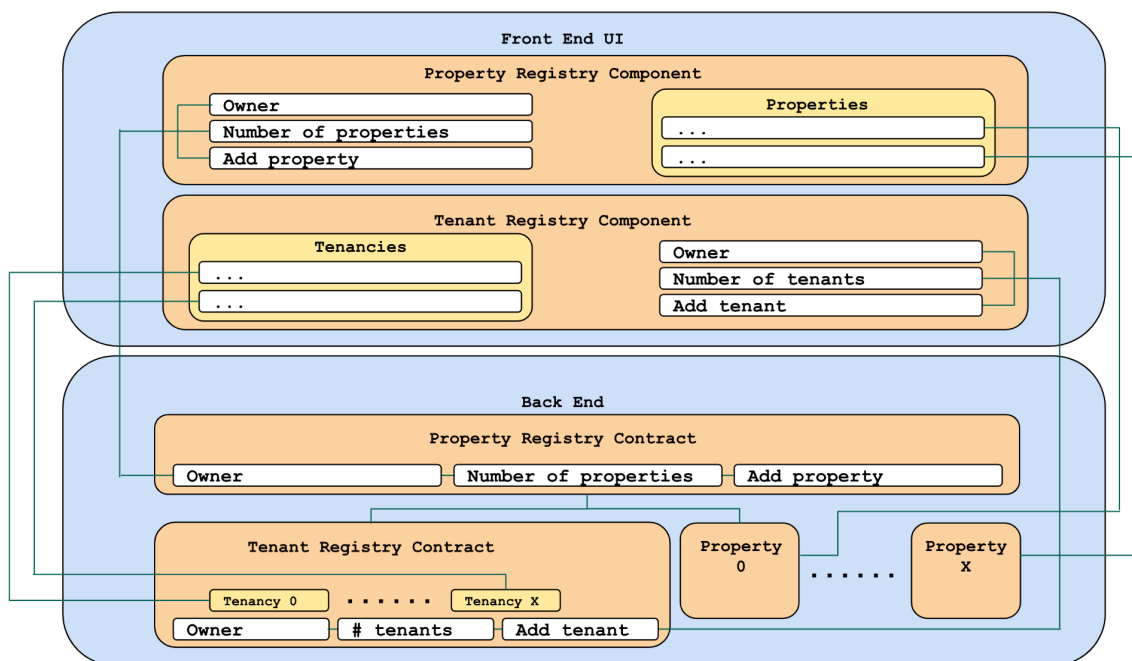 Front End UI
Property Registry Component
Owner
Number of properties
Add property
Properties
...
...
Tenant Registry Component
Tenancies
...
...
Owner
Number of tenants
Add tenant
Back End
Property Registry Contract
Owner
Number of properties
Add property
Tenant Registry Contract
Tenancy 0
......
Tenancy X
Owner
# tenants
Add tenant
Property
0
......
Property
X